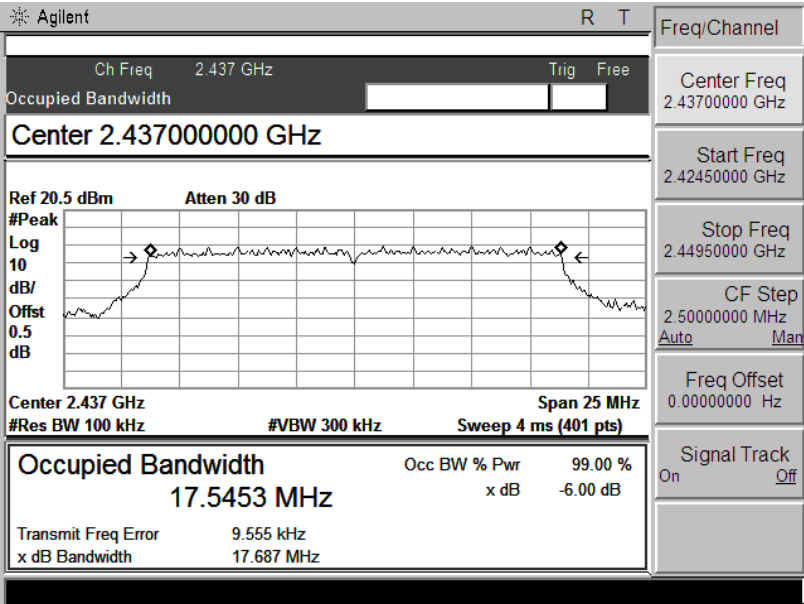 Agilent R T
Ch Freq 2.437 GHz Trig Free
Occupied Bandwidth
Center 2.437000000 GHz
Ref 20.5 dBm Atten 30 dB
#Peak
Log
10
dB/
Offst
0.5
dB
Center 2.437 GHz Span 25 MHz
#Res BW 100 kHz #VBW 300 kHz Sweep 4 ms (401 pts)
Occupied Bandwidth Occ BW % Pwr 99.00 %
17.5453 MHz x dB -6.00 dB
Transmit Freq Error 9.555 kHz
x dB Bandwidth 17.687 MHz
Freq/Channel
Center Freq
2.43700000 GHz
Start Freq
2.42450000 GHz
Stop Freq
2.44950000 GHz
CF Step
2.50000000 MHz
Auto Man
Freq Offset
0.00000000 Hz
Signal Track
On Off